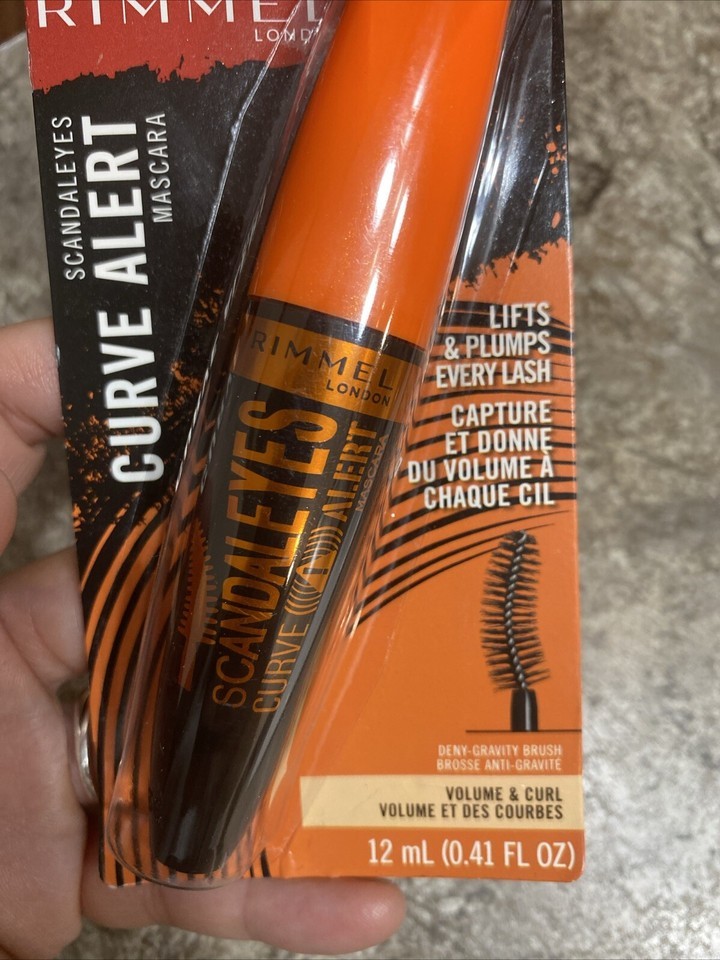 RIMMEL
LONDON
SCANDALEYES
CURVE ALERT
MASCARA
RIMMEL
LONDON
SCANDALEYES
CURVE ALERT
MASCARA
LIFTS
& PLUMPS
EVERY LASH
CAPTURE
ET DONNE
DU VOLUME À
CHAQUE CIL
DENY-GRAVITY BRUSH
BROSSE ANTI-GRAVITÉ
VOLUME & CURL
VOLUME ET DES COURBES
12 mL (0.41 FL OZ)